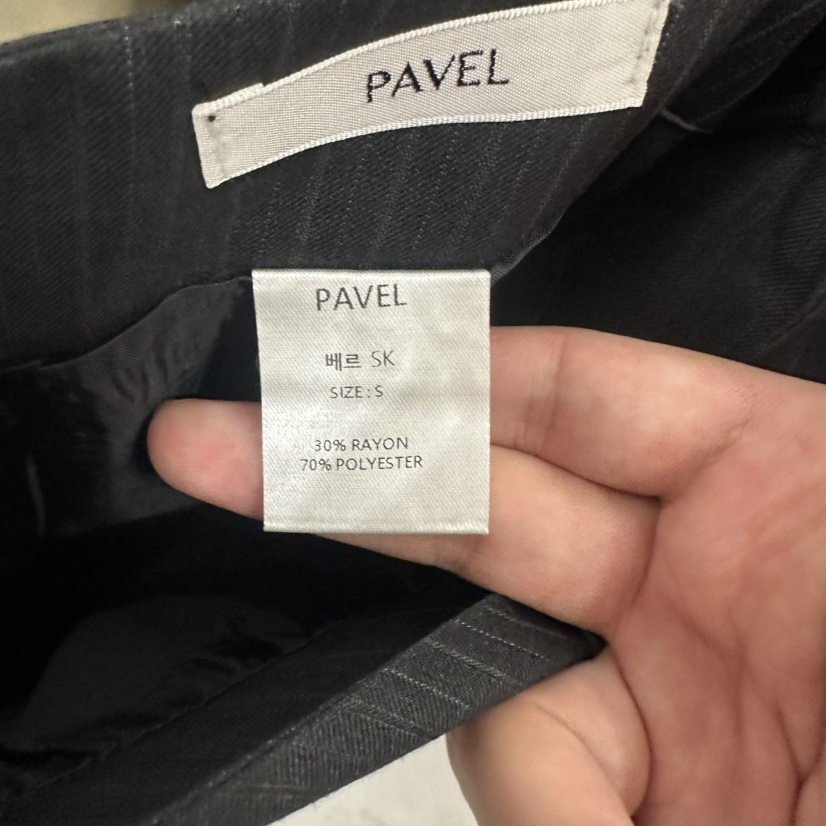 PAVEL
PAVEL
베르 SK
SIZE : S
30% RAYON
70% POLYESTER